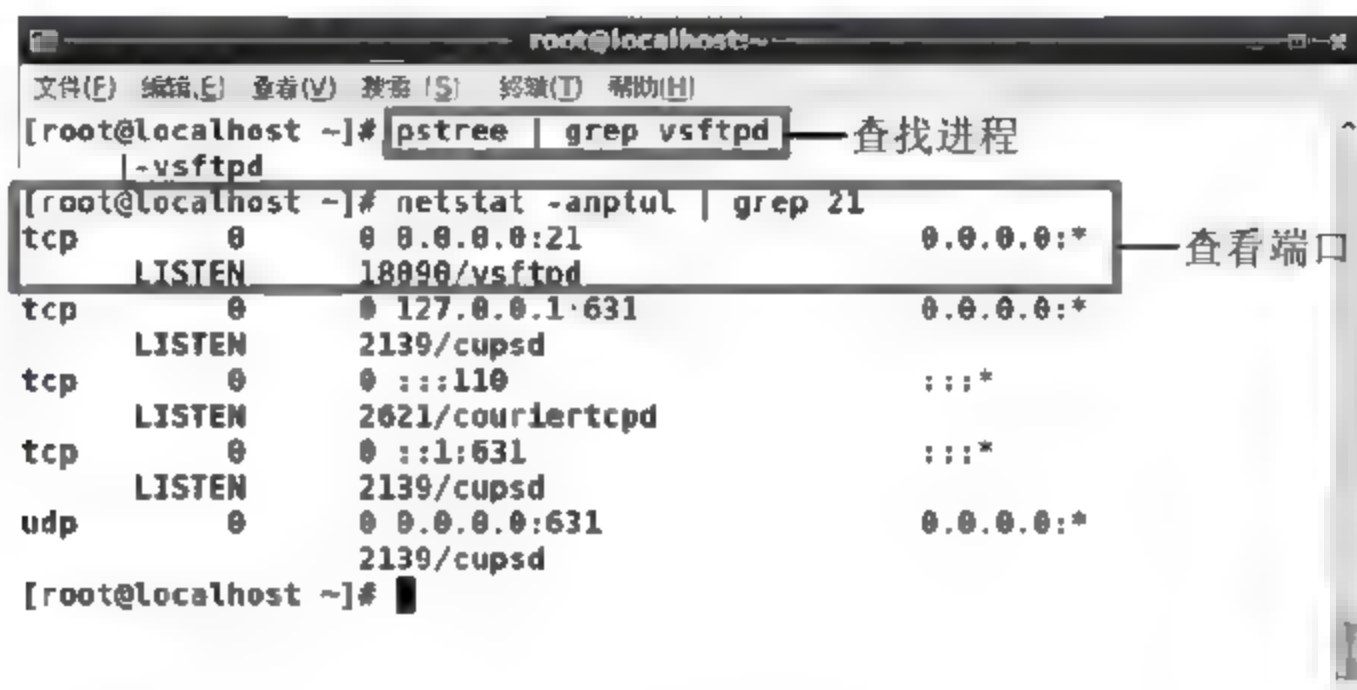 root@localhost:~
文件(F) 编辑(E) 查看(V) 搜索(S) 终端(T) 帮助(H)
[root@localhost ~]# pstree | grep vsftpd 查找进程
|-vsftpd
[root@localhost ~]# netstat -anptul | grep 21
tcp 0 0 0.0.0.0:21 0.0.0.0:* 查看端口
LISTEN 18090/vsftpd
tcp 0 0 127.0.0.1:631 0.0.0.0:*
LISTEN 2139/cupsd
tcp 0 0 :::110 :::*
LISTEN 2621/couriertcpd
tcp 0 0 ::1:631 :::*
LISTEN 2139/cupsd
udp 0 0 0.0.0.0:631 0.0.0.0:*
2139/cupsd
[root@localhost ~]#